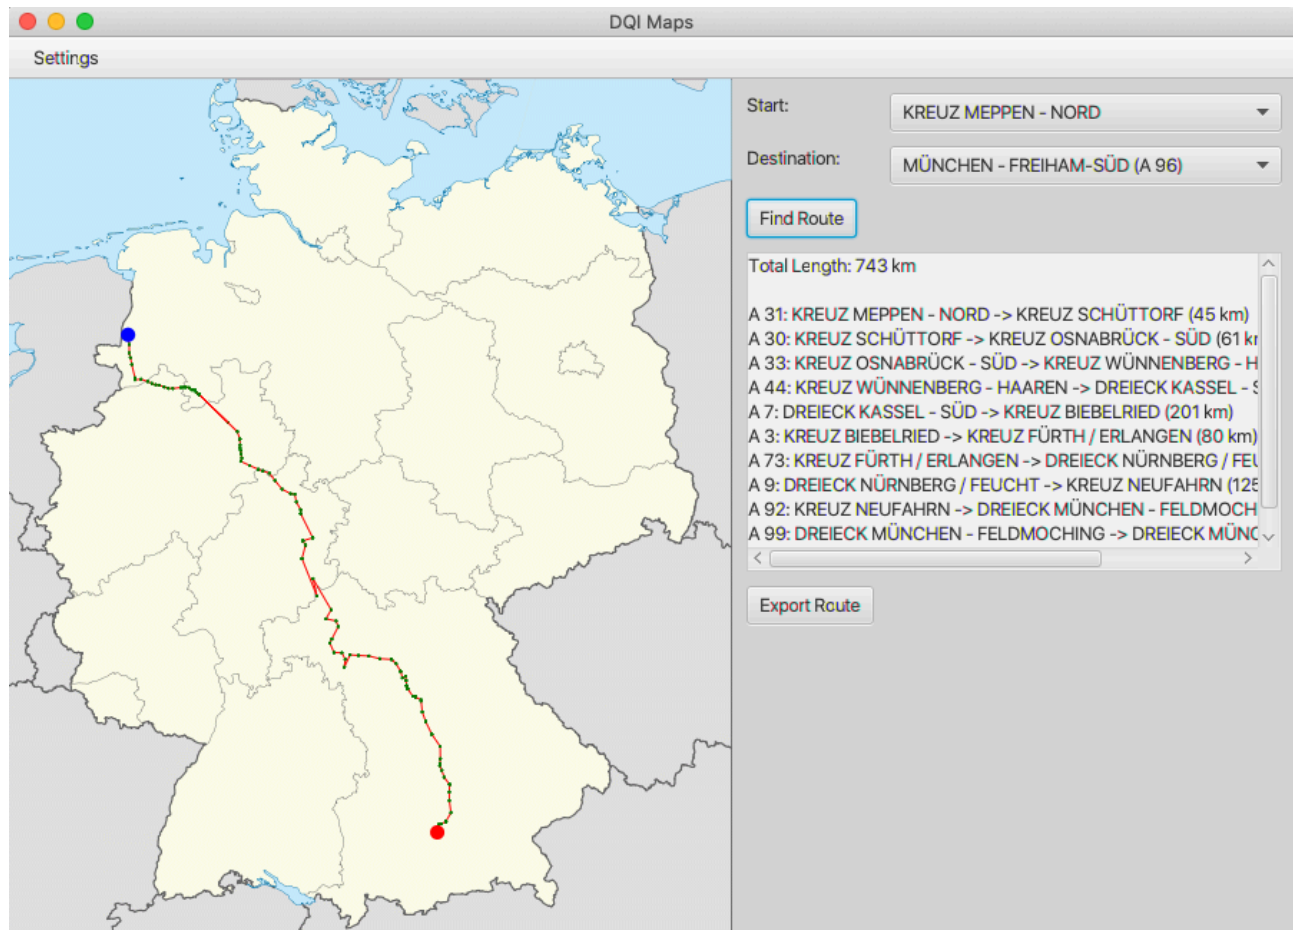 DQI Maps
Settings
Start:
KREUZ MEPPEN - NORD
Destination:
MÜNCHEN - FREIHAM-SÜD (A 96)
Find Route
Total Length: 743 km
A 31: KREUZ MEPPEN - NORD -> KREUZ SCHÜTTORF (45 km)
A 30: KREUZ SCHÜTTORF -> KREUZ OSNABRÜCK - SÜD (61 k
A 33: KREUZ OSNABRÜCK - SÜD -> KREUZ WÜNNENBERG - H
A 44: KREUZ WÜNNENBERG - HAAREN -> DREIECK KASSEL - S
A 7: DREIECK KASSEL - SÜD -> KREUZ BIEBELRIED (201 km)
A 3: KREUZ BIEBELRIED -> KREUZ FÜRTH / ERLANGEN (80 km)
A 73: KREUZ FÜRTH / ERLANGEN -> DREIECK NÜRNBERG / FEU
A 9: DREIECK NÜRNBERG / FEUCHT -> KREUZ NEUFAHRN (125
A 92: KREUZ NEUFAHRN -> DREIECK MÜNCHEN - FELDMOCH
A 99: DREIECK MÜNCHEN - FELDMOCHING -> DREIECK MÜNC
Export Route